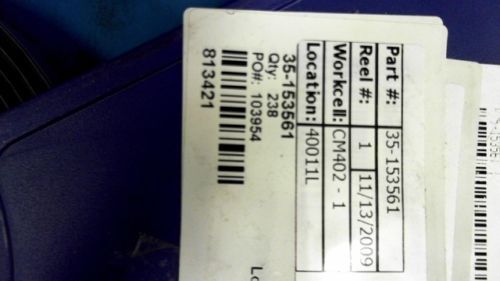 Part #: 35-153561
Reel #: 1 11/13/2009
Workcell: CM402 - 1
Location: 40011L
35-153561
Qty: 238
PO#: 103954
813421